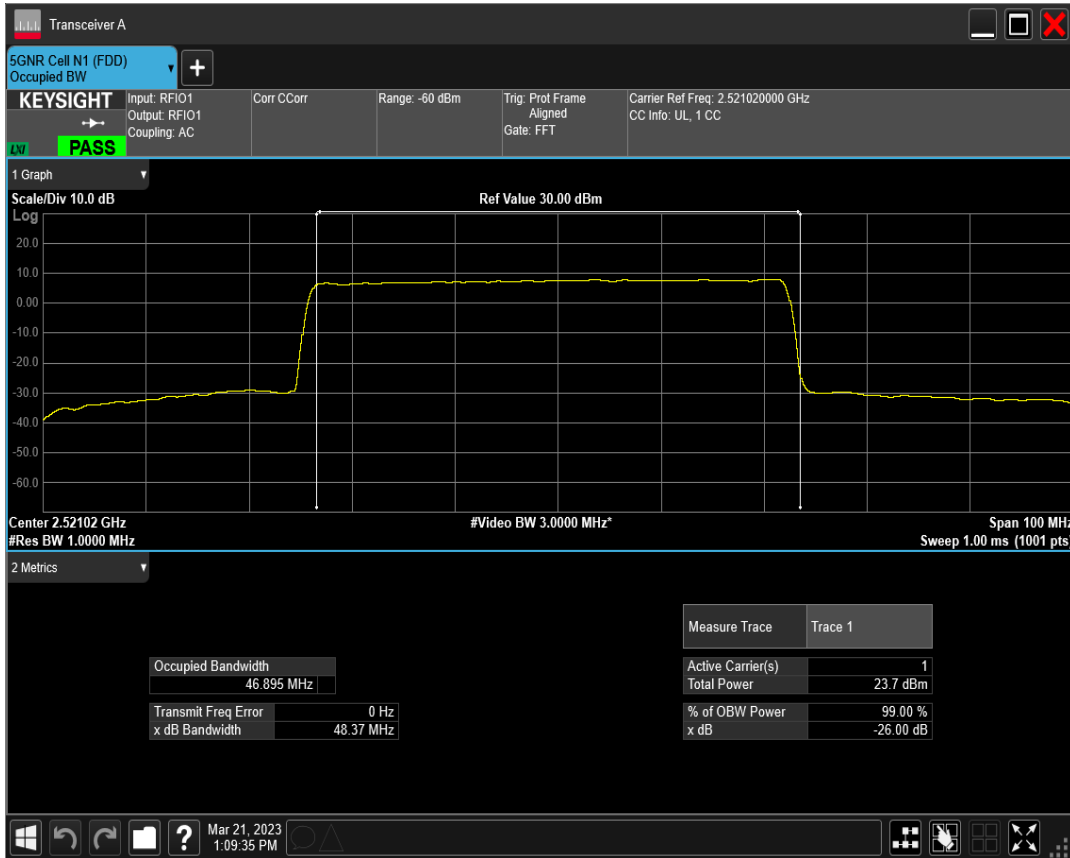 Transceiver A
5GNR Cell N1 (FDD)
Occupied BW
+
KEYSIGHT
LXI
PASS
Input: RFIO1
Output: RFIO1
Coupling: AC
Corr CCorr
Range: -60 dBm
Trig: Prot Frame
Aligned
Gate: FFT
Carrier Ref Freq: 2.521020000 GHz
CC Info: UL, 1 CC
1 Graph
Scale/Div 10.0 dB
Ref Value 30.00 dBm
Log
20.0
10.0
0.00
-10.0
-20.0
-30.0
-40.0
-50.0
-60.0
Center 2.52102 GHz
#Video BW 3.0000 MHz*
Span 100 MHz
#Res BW 1.0000 MHz
Sweep 1.00 ms (1001 pts)
2 Metrics
Measure Trace Trace 1
Occupied Bandwidth
46.895 MHz
Active Carrier(s) 1
Total Power 23.7 dBm
Transmit Freq Error 0 Hz
x dB Bandwidth 48.37 MHz
% of OBW Power 99.00 %
x dB -26.00 dB
?
Mar 21, 2023
1:09:35 PM